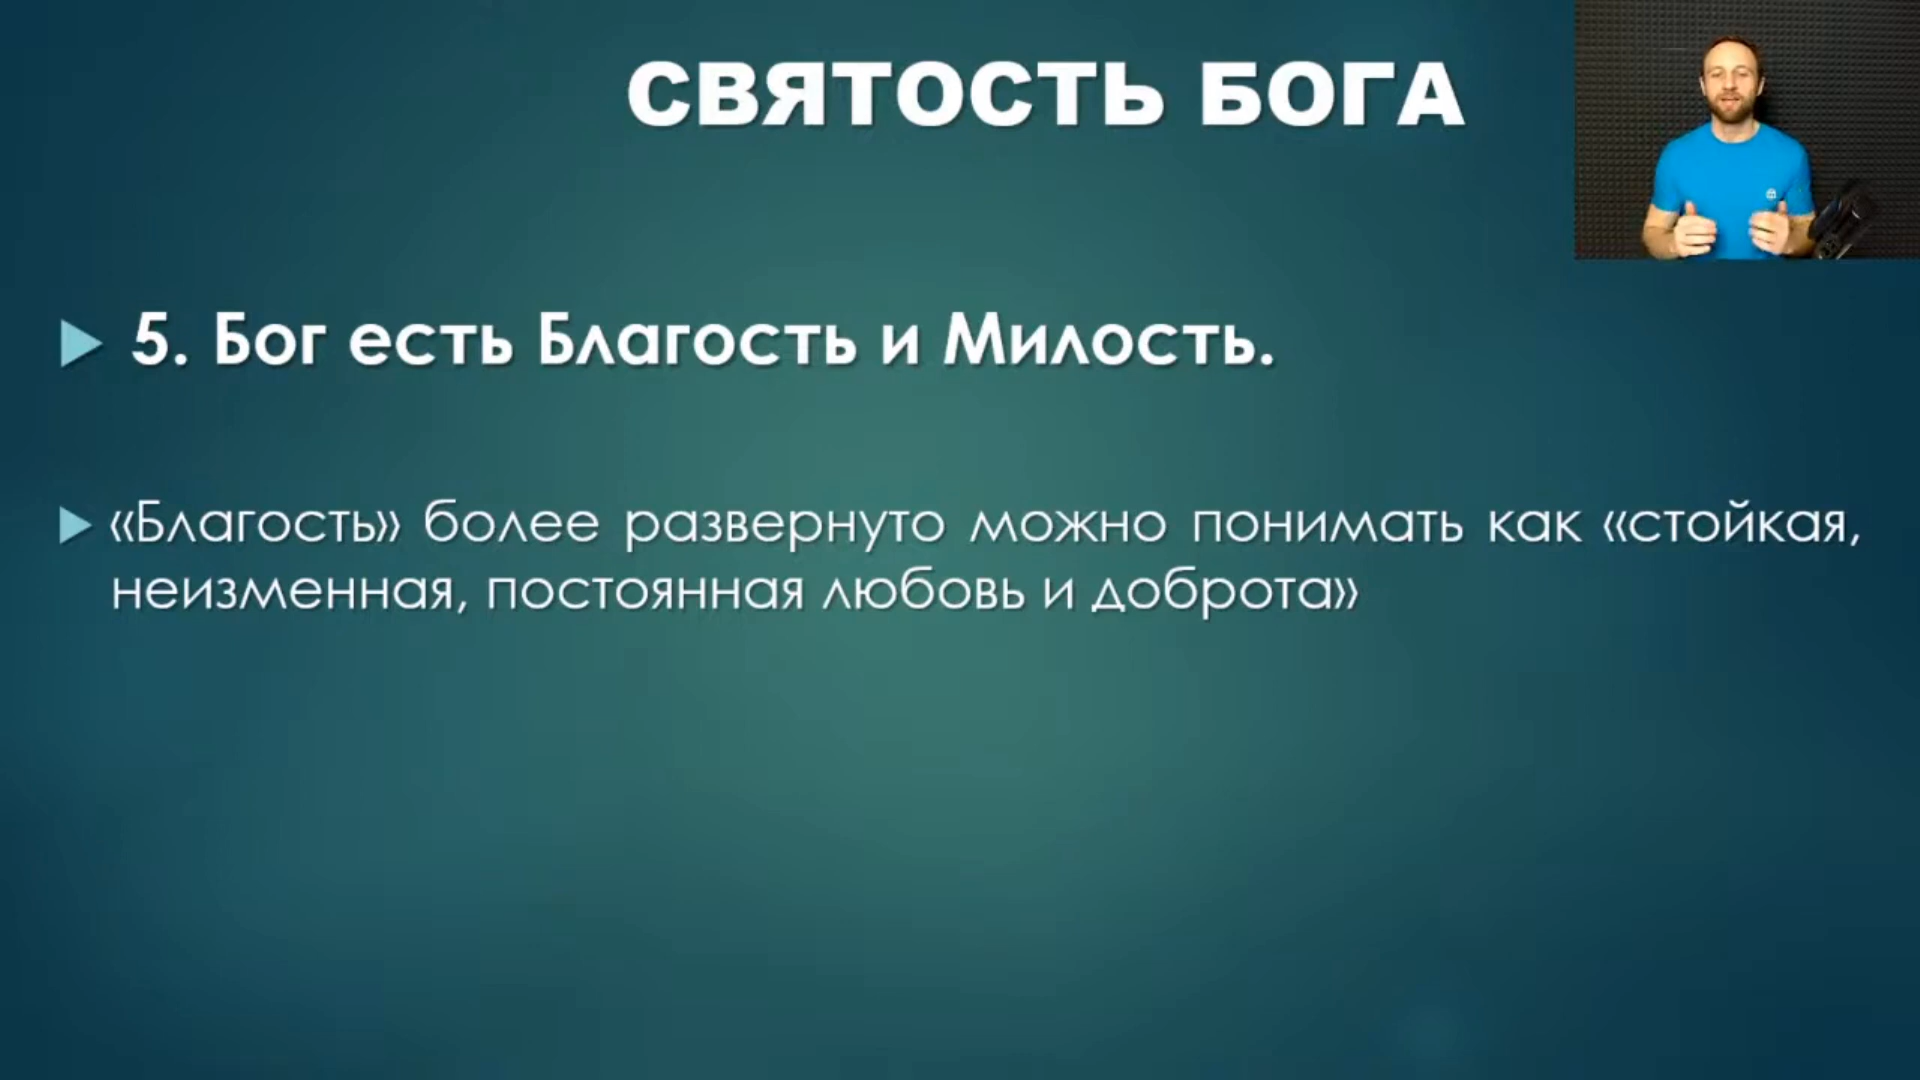 СВЯТОСТЬ БОГА
5. Бог есть Благость и Милость.
«Благость» более развернуто можно понимать как «стойкая,
неизменная, постоянная любовь и доброта»